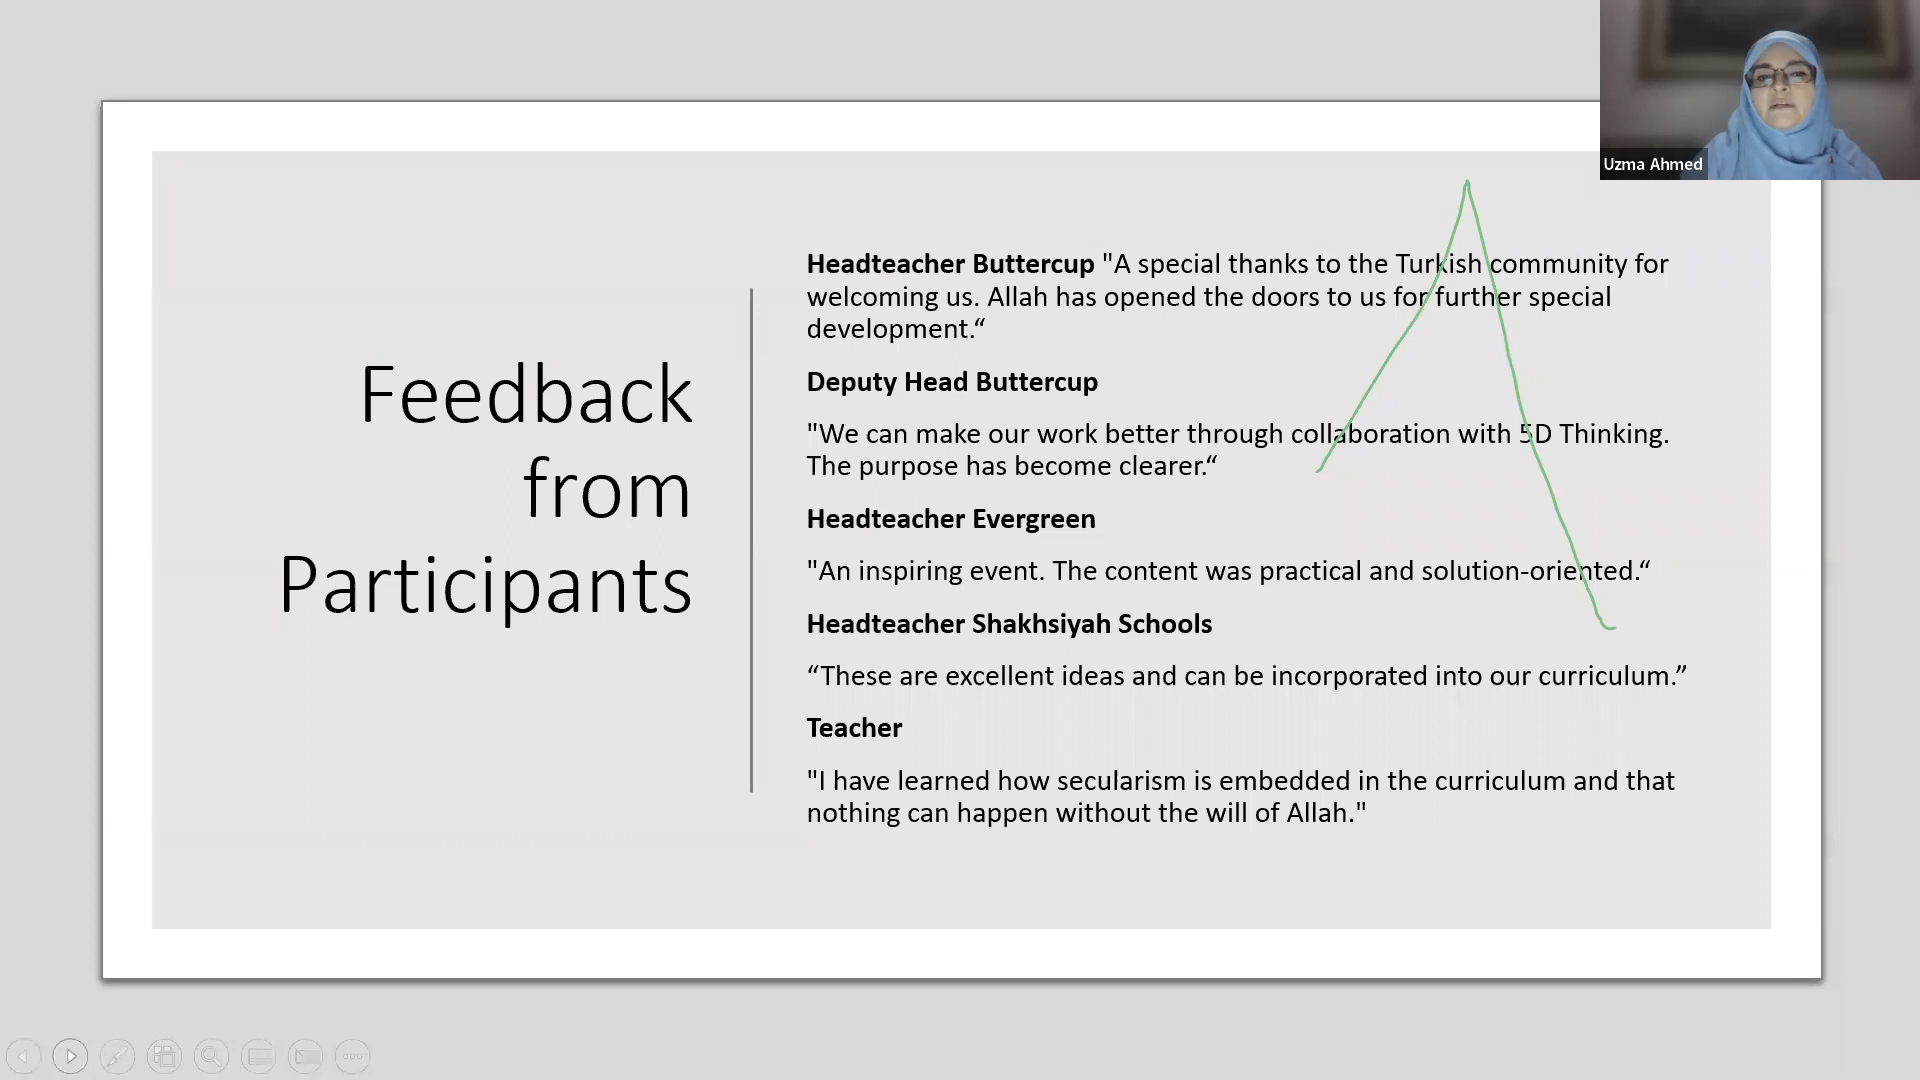 Uzma Ahmed
Feedback
from
Participants
Headteacher Buttercup "A special thanks to the Turkish community for
welcoming us. Allah has opened the doors to us for further special
development.“
Deputy Head Buttercup
"We can make our work better through collaboration with 5D Thinking.
The purpose has become clearer.“
Headteacher Evergreen
"An inspiring event. The content was practical and solution-oriented.“
Headteacher Shakhsiyah Schools
“These are excellent ideas and can be incorporated into our curriculum.”
Teacher
"I have learned how secularism is embedded in the curriculum and that
nothing can happen without the will of Allah."